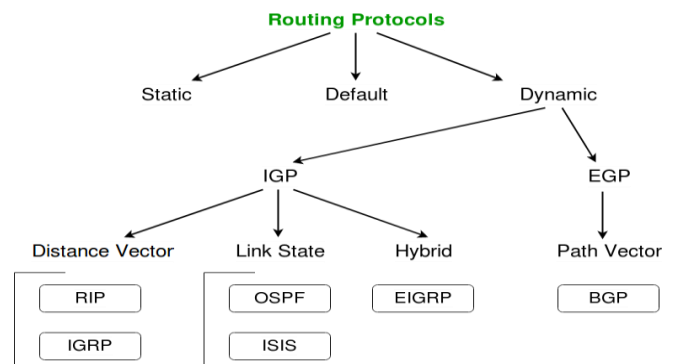 Routing Protocols
Static Default Dynamic
IGP EGP
Distance Vector Link State Hybrid Path Vector
RIP OSPF EIGRP BGP
IGRP ISIS